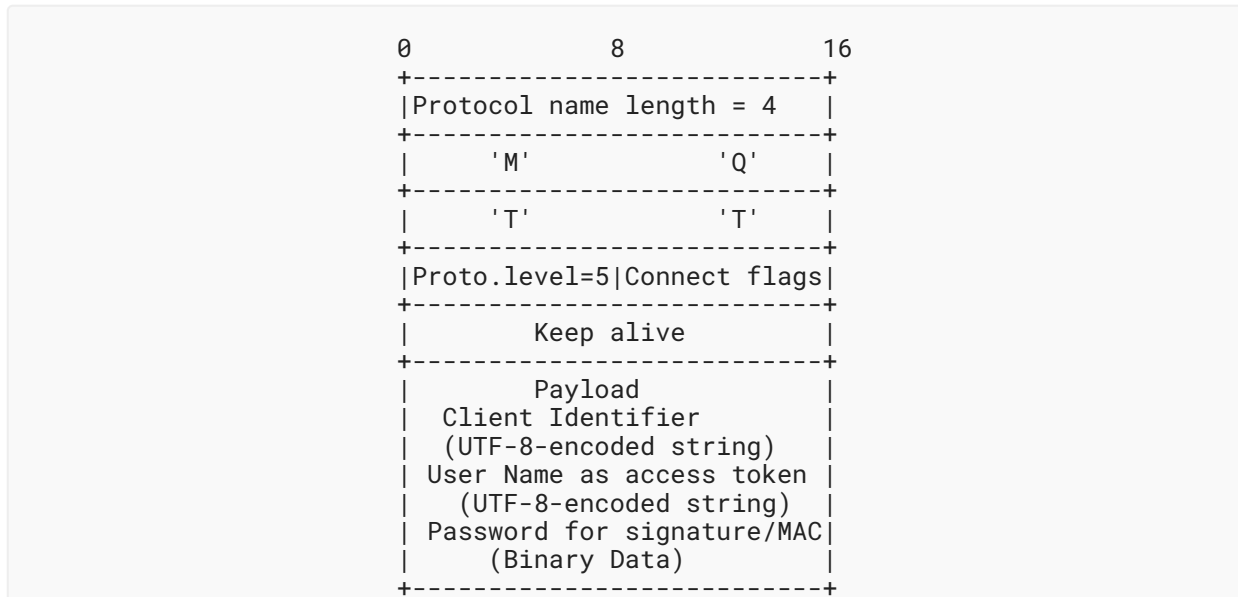 0             8             16
+---------------------------+
|Protocol name length = 4   |
+---------------------------+
|     'M'            'Q'    |
+---------------------------+
|     'T'            'T'    |
+---------------------------+
|Proto.level=5|Connect flags|
+---------------------------+
|        Keep alive         |
+---------------------------+
|        Payload            |
|  Client Identifier        |
|  (UTF-8-encoded string)   |
| User Name as access token |
|   (UTF-8-encoded string)  |
| Password for signature/MAC|
|     (Binary Data)         |
+---------------------------+